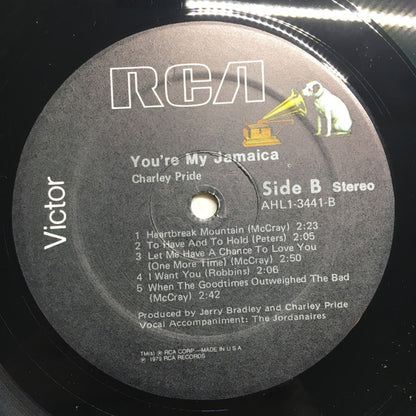 RCA
Victor
You're My Jamaica
Charley Pride
Side B Stereo
AHL1-3441-B
1 Heartbreak Mountain (McCray) 2:23
2 To Have And To Hold (Peters) 2:05
3 Let Me Have A Chance To Love You
(One More Time) (McCray) 2:50
4 I Want You (Robbins) 2:06
5 When The Goodtimes Outweighed The Bad
(McCray) 2:42
Produced by Jerry Bradley and Charley Pride
Vocal Accompaniment: The Jordanaires
TM(s) ® RCA CORP.—MADE IN U.S.A.
℗ 1979 RCA RECORDS